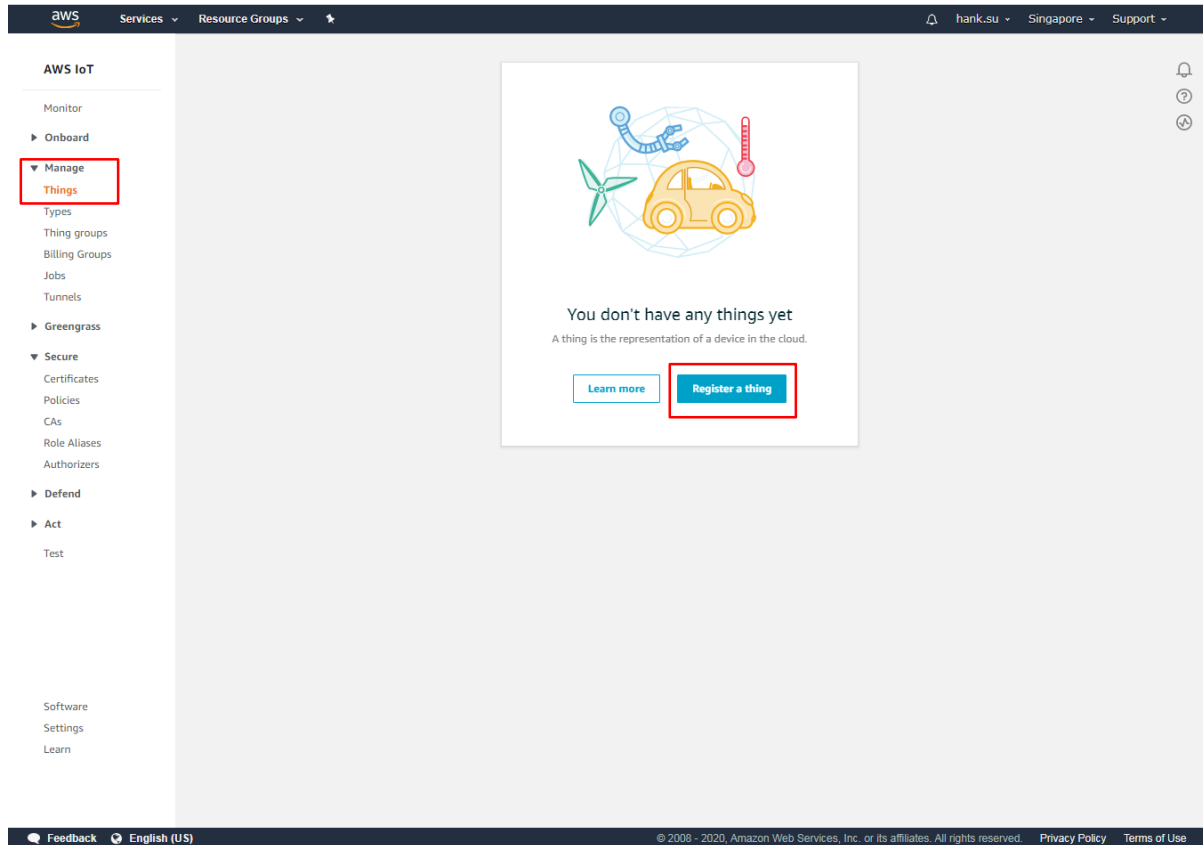 aws Services Resource Groups hank.su Singapore Support
AWS IoT
Monitor
Onboard
Manage
Things
Types
Thing groups
Billing Groups
Jobs
Tunnels
Greengrass
Secure
Certificates
Policies
CAs
Role Aliases
Authorizers
Defend
Act
Test
Software
Settings
Learn
You don't have any things yet
A thing is the representation of a device in the cloud.
Learn more Register a thing
Feedback English (US) © 2008 - 2020, Amazon Web Services, Inc. or its affiliates. All rights reserved. Privacy Policy Terms of Use